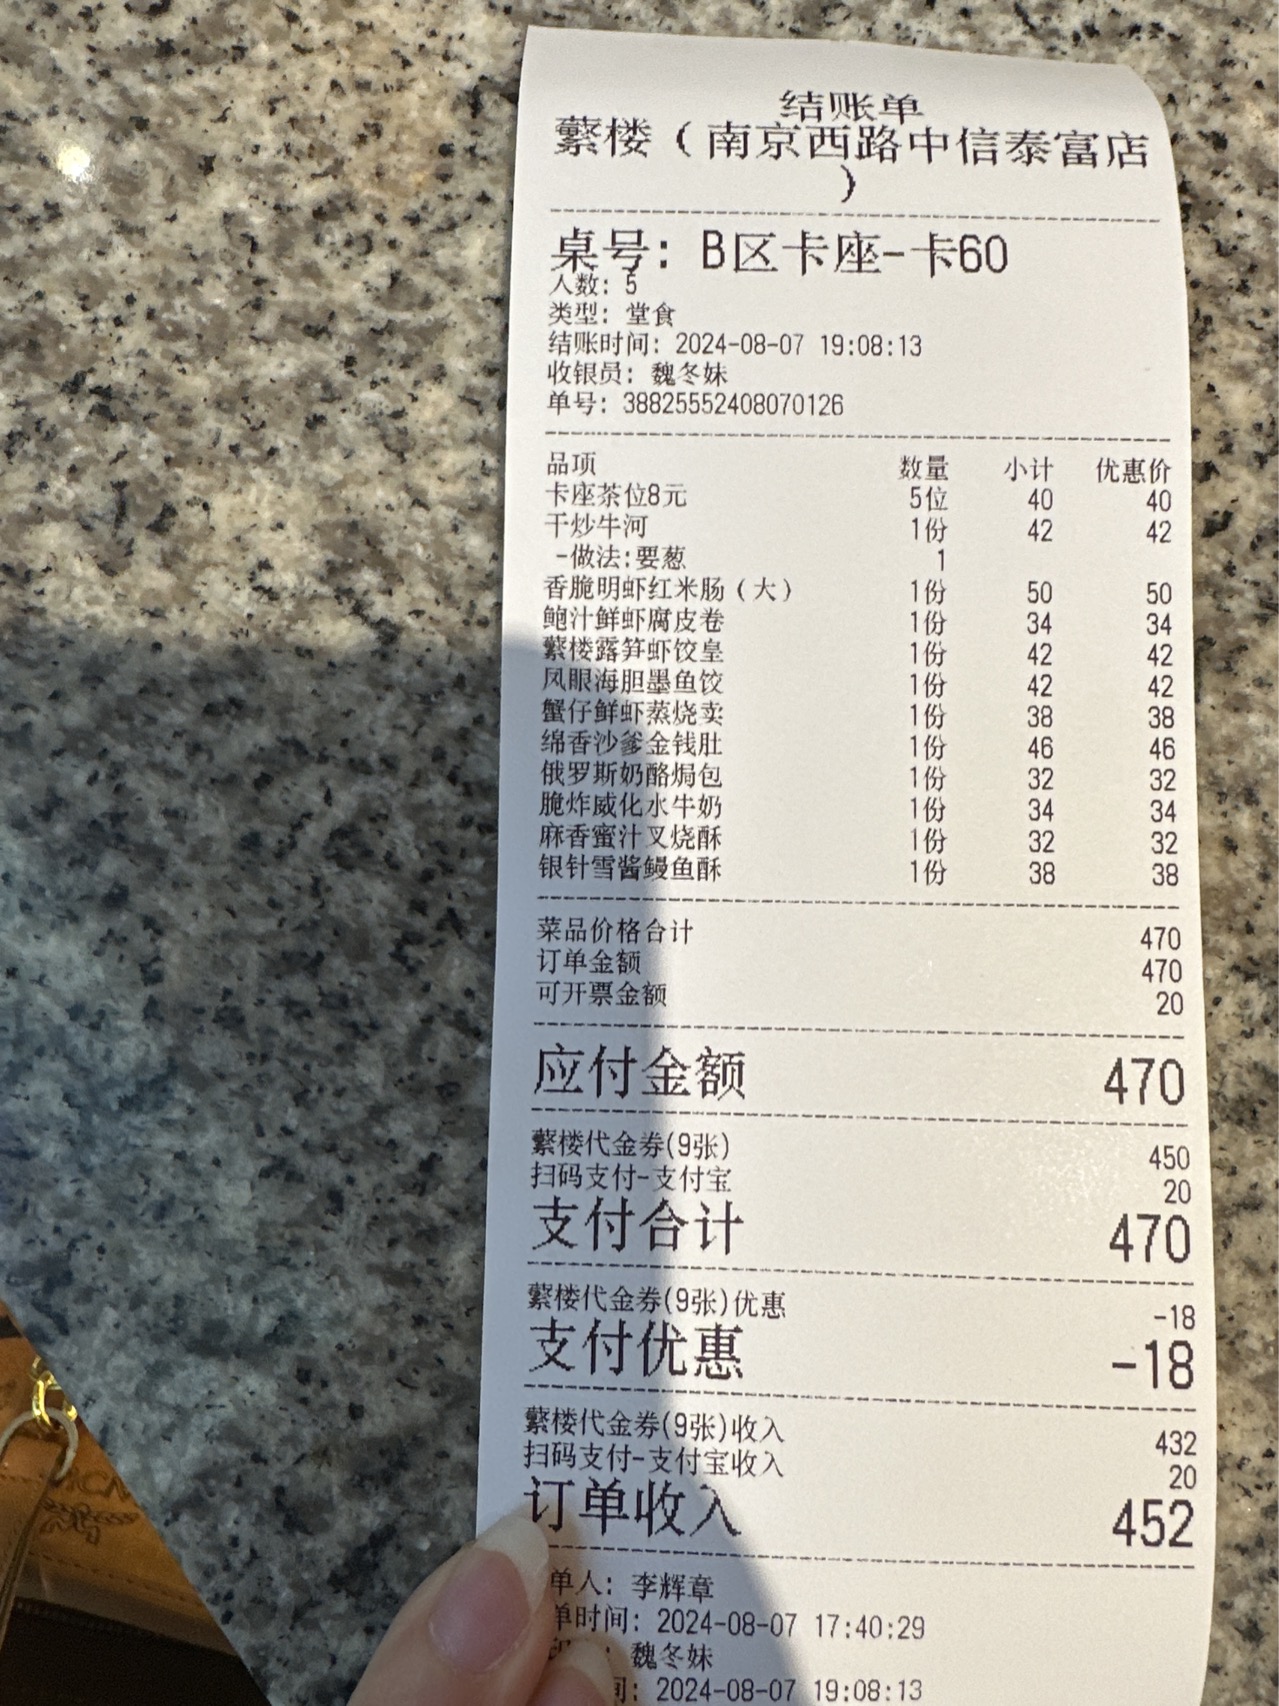 结账单
蘩楼（南京西路中信泰富店
）
桌号: B区卡座-卡60
人数: 5
类型: 堂食
结账时间: 2024-08-07 19:08:13
收银员: 魏冬妹
单号: 38825552408070126
品项 数量 小计 优惠价
卡座茶位8元 5位 40 40
干炒牛河 1份 42 42
-做法:要葱 1
香脆明虾红米肠（大） 1份 50 50
鲍汁鲜虾腐皮卷 1份 34 34
蘩楼露笋虾饺皇 1份 42 42
凤眼海胆墨鱼饺 1份 42 42
蟹仔鲜虾蒸烧卖 1份 38 38
绵香沙爹金钱肚 1份 46 46
俄罗斯奶酪焗包 1份 32 32
脆炸威化水牛奶 1份 34 34
麻香蜜汁叉烧酥 1份 32 32
银针雪酱鳗鱼酥 1份 38 38
菜品价格合计 470
订单金额 470
可开票金额 20
应付金额 470
蘩楼代金券(9张) 450
扫码支付-支付宝 20
支付合计 470
蘩楼代金券(9张)优惠 -18
支付优惠 -18
蘩楼代金券(9张)收入 432
扫码支付-支付宝收入 20
订单收入 452
单人: 李辉章
单时间: 2024-08-07 17:40:29
: 魏冬妹
间: 2024-08-07 19:08:13